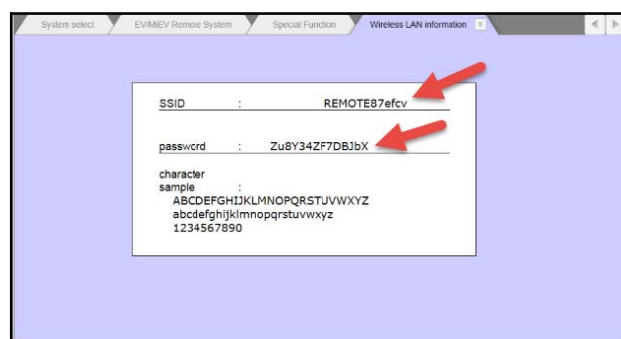 System select EV/MiEV Remote System Special Function Wireless LAN information x
SSID : REMOTE87efcv
password : Zu8Y34ZF7DBJbX
character
sample :
ABCDEFGHIJKLMNOPQRSTUVWXYZ
abcdefghijklmnopqrstuvwxyz
1234567890